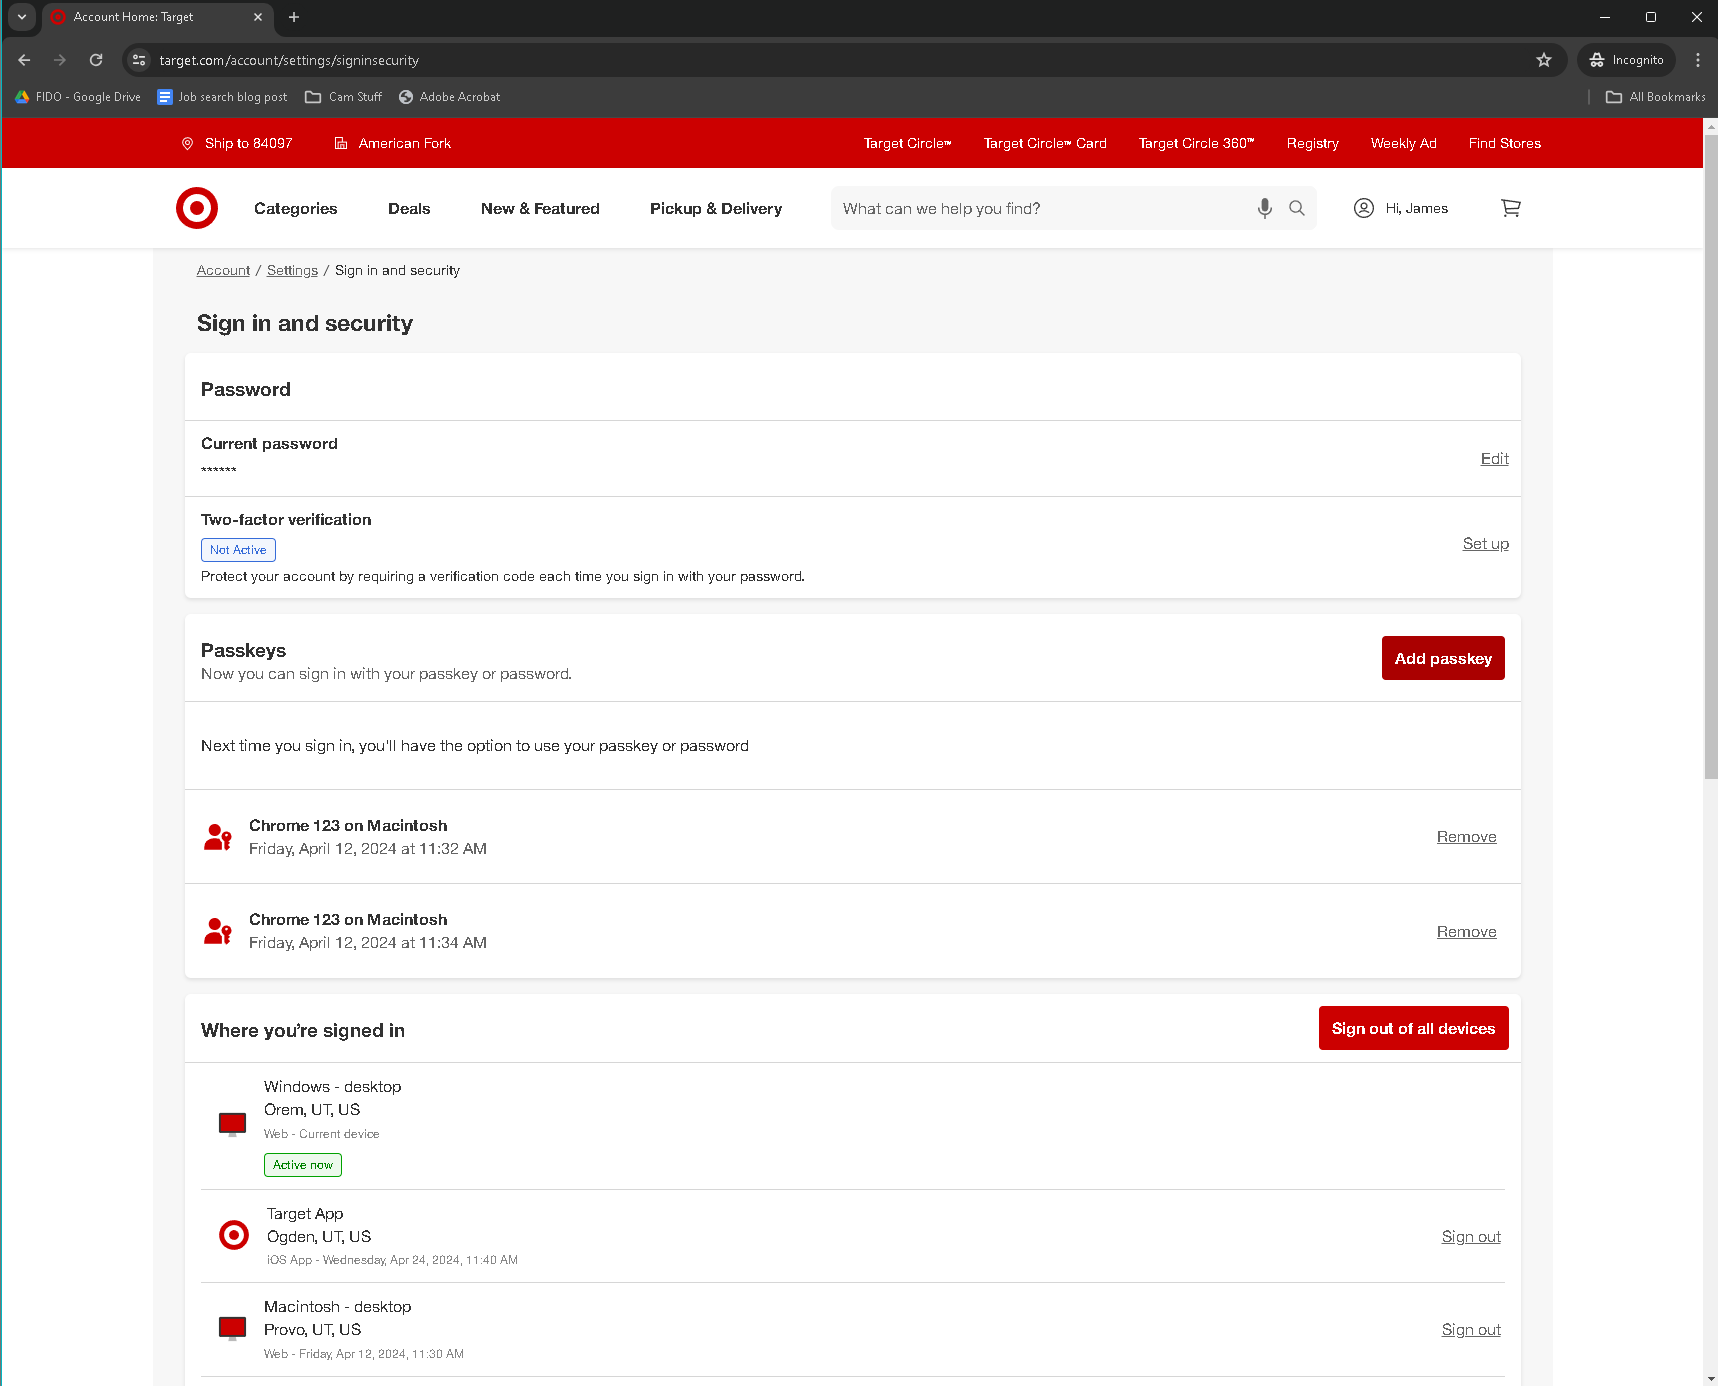 Account Home: Target
target.com/account/settings/signinsecurity
Incognito
FIDO - Google Drive
Job search blog post
Cam Stuff
Adobe Acrobat
All Bookmarks
Ship to 84097
American Fork
Target Circle™
Target Circle™ Card
Target Circle 360™
Registry
Weekly Ad
Find Stores
Categories
Deals
New & Featured
Pickup & Delivery
What can we help you find?
Hi, James
Account / Settings / Sign in and security
Sign in and security
Password
Current password
******
Edit
Two-factor verification
Not Active
Set up
Protect your account by requiring a verification code each time you sign in with your password.
Passkeys
Now you can sign in with your passkey or password.
Add passkey
Next time you sign in, you'll have the option to use your passkey or password
Chrome 123 on Macintosh
Friday, April 12, 2024 at 11:32 AM
Remove
Chrome 123 on Macintosh
Friday, April 12, 2024 at 11:34 AM
Remove
Where you're signed in
Sign out of all devices
Windows - desktop
Orem, UT, US
Web - Current device
Active now
Target App
Ogden, UT, US
iOS App - Wednesday, Apr 24, 2024, 11:40 AM
Sign out
Macintosh - desktop
Provo, UT, US
Web - Friday, Apr 12, 2024, 11:30 AM
Sign out